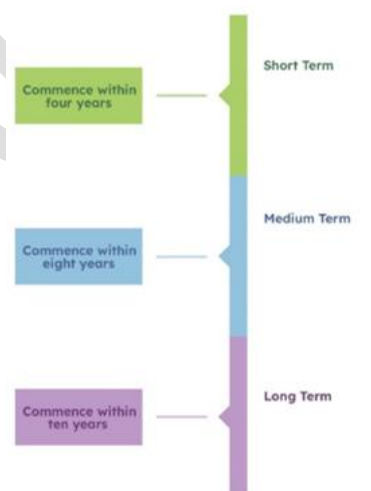 Short Term
Commence within
four years
Medium Term
Commence within
eight years
Long Term
Commence within
ten years